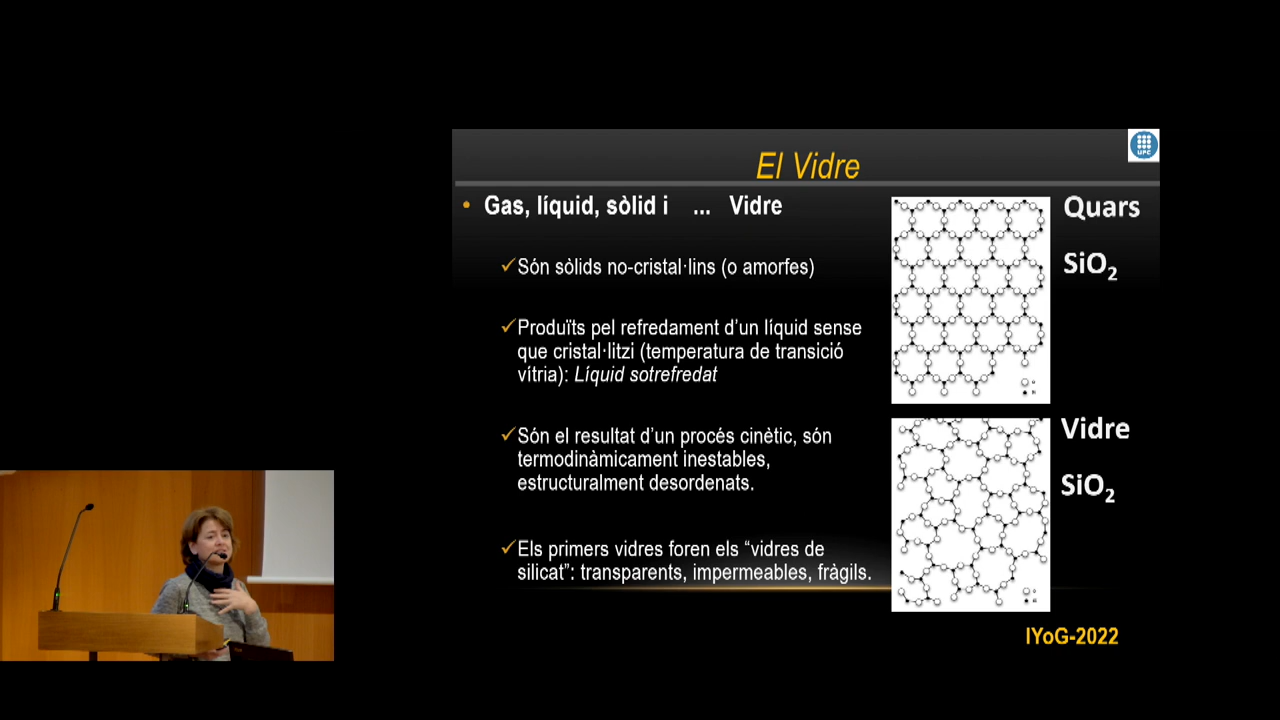 El Vidre
UPC
• Gas, líquid, sòlid i ... Vidre
✓Són sòlids no-cristal·lins (o amorfes)
✓Produïts pel refredament d’un líquid sense
que cristal·litzi (temperatura de transició
vítria): Líquid sotrefredat
✓Són el resultat d’un procés cinètic, són
termodinàmicament inestables,
estructuralment desordenats.
✓Els primers vidres foren els “vidres de
silicat”: transparents, impermeables, fràgils.
Quars
SiO₂
Vidre
SiO₂
IYoG-2022